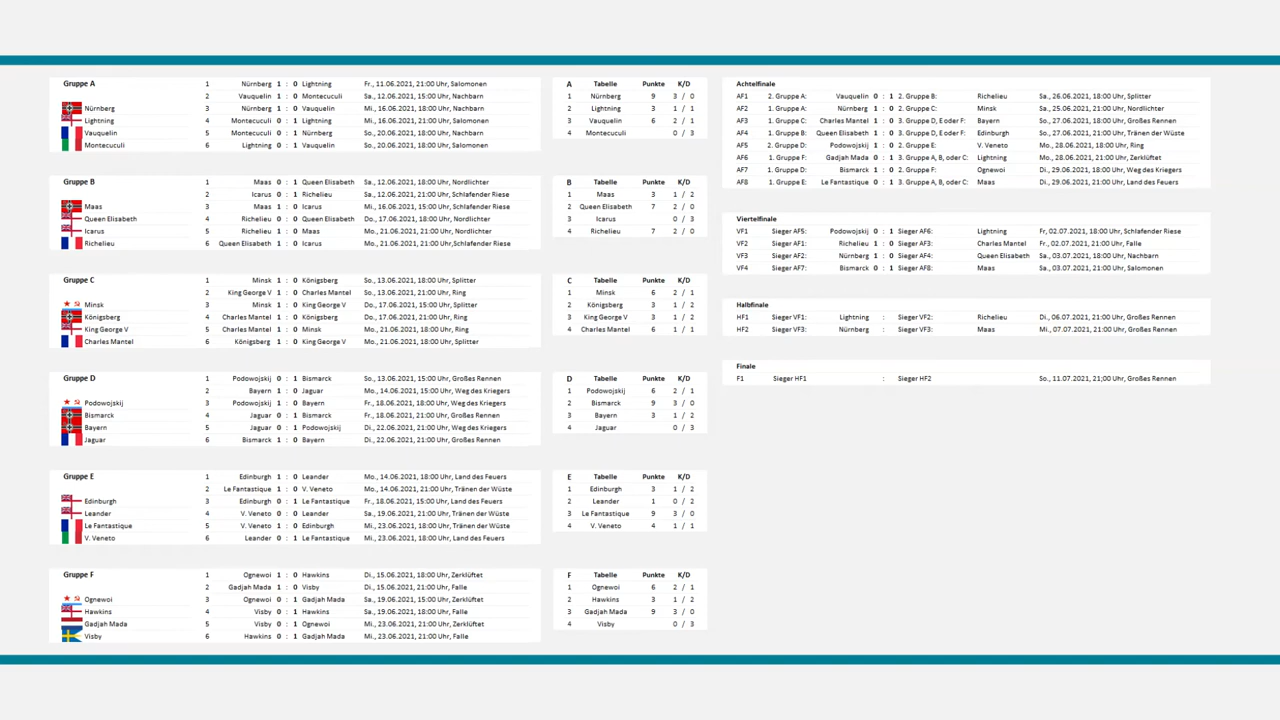 Gruppe A
1 Nürnberg 1 : 0 Lightning Fr., 11.06.2021, 21:00 Uhr, Salomonen
2 Vauquelin 1 : 0 Montecuculi Sa., 12.06.2021, 15:00 Uhr, Nachbarn
Nürnberg 3 Nürnberg 1 : 0 Vauquelin Mi., 16.06.2021, 18:00 Uhr, Nachbarn
Lightning 4 Montecuculi 0 : 1 Lightning Mi., 16.06.2021, 21:00 Uhr, Salomonen
Vauquelin 5 Montecuculi 0 : 1 Nürnberg So., 20.06.2021, 18:00 Uhr, Nachbarn
Montecuculi 6 Lightning 0 : 1 Vauquelin So., 20.06.2021, 18:00 Uhr, Salomonen
A Tabelle Punkte K/D
1 Nürnberg 9 3 / 0
2 Lightning 3 1 / 1
3 Vauquelin 6 2 / 1
4 Montecuculi 0 / 3
Gruppe B
1 Maas 0 : 1 Queen Elisabeth Sa., 12.06.2021, 18:00 Uhr, Nordlichter
2 Icarus 0 : 1 Richelieu Sa., 12.06.2021, 21:00 Uhr, Schlafender Riese
Maas 3 Maas 1 : 0 Icarus Mi., 16.06.2021, 15:00 Uhr, Schlafender Riese
Queen Elisabeth 4 Richelieu 0 : 0 Queen Elisabeth Do., 17.06.2021, 18:00 Uhr, Nordlichter
Icarus 5 Richelieu 1 : 0 Maas Mo., 21.06.2021, 21:00 Uhr, Nordlichter
Richelieu 6 Queen Elisabeth 1 : 0 Icarus Mo., 21.06.2021, 21:00 Uhr,Schlafender Riese
B Tabelle Punkte K/D
1 Maas 3 1 / 2
2 Queen Elisabeth 7 2 / 0
3 Icarus 0 / 3
4 Richelieu 7 2 / 0
Gruppe C
1 Minsk 1 : 0 Königsberg So., 13.06.2021, 18:00 Uhr, Splitter
2 King George V 1 : 0 Charles Mantel So., 13.06.2021, 21:00 Uhr, Ring
Minsk 3 Minsk 1 : 0 King George V Do., 17.06.2021, 15:00 Uhr, Splitter
Königsberg 4 Charles Mantel 1 : 0 Königsberg Do., 17.06.2021, 21:00 Uhr, Ring
King George V 5 Charles Mantel 1 : 0 Minsk Mo., 21.06.2021, 18:00 Uhr, Ring
Charles Mantel 6 Königsberg 1 : 0 King George V Mo., 21.06.2021, 18:00 Uhr, Splitter
C Tabelle Punkte K/D
1 Minsk 6 2 / 1
2 Königsberg 3 1 / 2
3 King George V 3 1 / 2
4 Charles Mantel 6 1 / 1
Gruppe D
1 Podowojskij 0 : 1 Bismarck So., 13.06.2021, 15:00 Uhr, Großes Rennen
2 Bayern 0 : 1 Jaguar Mo., 14.06.2021, 15:00 Uhr, Weg des Kriegers
Podowojskij 3 Podowojskij 1 : 0 Bayern Fr., 18.06.2021, 18:00 Uhr, Weg des Kriegers
Bismarck 4 Jaguar 0 : 1 Bismarck Fr., 18.06.2021, 21:00 Uhr, Großes Rennen
Bayern 5 Jaguar 0 : 1 Podowojskij Di., 22.06.2021, 21:00 Uhr, Weg des Kriegers
Jaguar 6 Bismarck 1 : 0 Bayern Di., 22.06.2021, 21:00 Uhr, Großes Rennen
D Tabelle Punkte K/D
1 Podowojskij 6 2 / 1
2 Bismarck 9 3 / 0
3 Bayern 3 1 / 2
4 Jaguar 0 / 3
Gruppe E
1 Edinburgh 1 : 0 Leander Mo., 14.06.2021, 18:00 Uhr, Land des Feuers
2 Le Fantastique 1 : 0 V. Veneto Mo., 14.06.2021, 21:00 Uhr, Tränen der Wüste
Edinburgh 3 Edinburgh 0 : 1 Le Fantastique Fr., 18.06.2021, 15:00 Uhr, Land des Feuers
Leander 4 V. Veneto 0 : 0 Leander Sa., 19.06.2021, 21:00 Uhr, Tränen der Wüste
Le Fantastique 5 V. Veneto 1 : 0 Edinburgh Mi., 23.06.2021, 18:00 Uhr, Tränen der Wüste
V. Veneto 6 Leander 0 : 1 Le Fantastique Mi., 23.06.2021, 18:00 Uhr, Land des Feuers
E Tabelle Punkte K/D
1 Edinburgh 3 1 / 2
2 Leander 1 0 / 2
3 Le Fantastique 9 3 / 0
4 V. Veneto 4 1 / 1
Gruppe F
1 Ognewoi 1 : 0 Hawkins Di., 15.06.2021, 18:00 Uhr, Zerklüftet
2 Gadjah Mada 1 : 0 Visby Di., 15.06.2021, 21:00 Uhr, Falle
Ognewoi 3 Ognewoi 0 : 1 Gadjah Mada Sa., 19.06.2021, 15:00 Uhr, Zerklüftet
Hawkins 4 Visby 0 : 1 Hawkins Sa., 19.06.2021, 18:00 Uhr, Falle
Gadjah Mada 5 Visby 0 : 1 Ognewoi Mi., 23.06.2021, 21:00 Uhr, Zerklüftet
Visby 6 Hawkins 0 : 1 Gadjah Mada Mi., 23.06.2021, 21:00 Uhr, Falle
F Tabelle Punkte K/D
1 Ognewoi 6 2 / 1
2 Hawkins 3 1 / 2
3 Gadjah Mada 9 3 / 0
4 Visby 0 / 3
Achtelfinale
AF1 2. Gruppe A: Vauquelin 0 : 1 2. Gruppe B: Richelieu Sa., 26.06.2021, 18:00 Uhr, Splitter
AF2 1. Gruppe A: Nürnberg 1 : 0 2. Gruppe C: Minsk Sa., 25.06.2021, 21:00 Uhr, Nordlichter
AF3 1. Gruppe C: Charles Mantel 1 : 0 3. Gruppe D, E oder F: Bayern So., 27.06.2021, 18:00 Uhr, Großes Rennen
AF4 1. Gruppe B: Queen Elisabeth 1 : 0 3. Gruppe D, E oder F: Edinburgh So., 27.06.2021, 21:00 Uhr, Tränen der Wüste
AF5 2. Gruppe D: Podowojskij 1 : 0 2. Gruppe E: V. Veneto Mo., 28.06.2021, 18:00 Uhr, Ring
AF6 1. Gruppe F: Gadjah Mada 0 : 1 3. Gruppe A, B, oder C: Lightning Mo., 28.06.2021, 21:00 Uhr, Zerklüftet
AF7 1. Gruppe D: Bismarck 1 : 0 2. Gruppe F: Ognewoi Di., 29.06.2021, 18:00 Uhr, Weg des Kriegers
AF8 1. Gruppe E: Le Fantastique 0 : 1 3. Gruppe A, B, oder C: Maas Di., 29.06.2021, 21:00 Uhr, Land des Feuers
Viertelfinale
VF1 Sieger AF5: Podowojskij 0 : 1 Sieger AF6: Lightning Fr, 02.07.2021, 18:00 Uhr, Schlafender Riese
VF2 Sieger AF1: Richelieu 1 : 0 Sieger AF3: Charles Mantel Fr., 02.07.2021, 21:00 Uhr, Falle
VF3 Sieger AF2: Nürnberg 1 : 0 Sieger AF4: Queen Elisabeth Sa., 03.07.2021, 18:00 Uhr, Nachbarn
VF4 Sieger AF7: Bismarck 0 : 1 Sieger AF8: Maas Sa., 03.07.2021, 21:00 Uhr, Salomonen
Halbfinale
HF1 Sieger VF1: Lightning : Sieger VF2: Richelieu Di, 06.07.2021, 21:00 Uhr, Großes Rennen
HF2 Sieger VF3: Nürnberg : Sieger VF3: Maas Mi., 07.07.2021, 21:00 Uhr, Großes Rennen
Finale
F1 Sieger HF1 : Sieger HF2 So., 11.07.2021, 21;00 Uhr, Großes Rennen